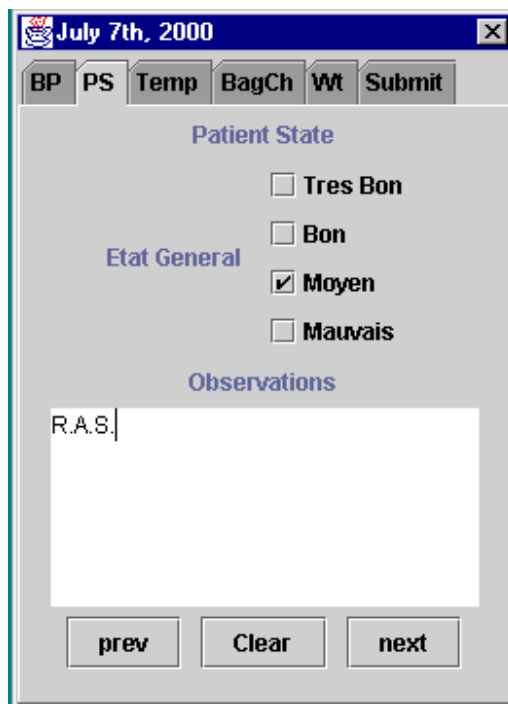 July 7th, 2000
BP PS Temp BagCh Wt Submit
Patient State
Tres Bon
Bon
Etat General
Moyen
Mauvais
Observations
R.A.S.
prev Clear next